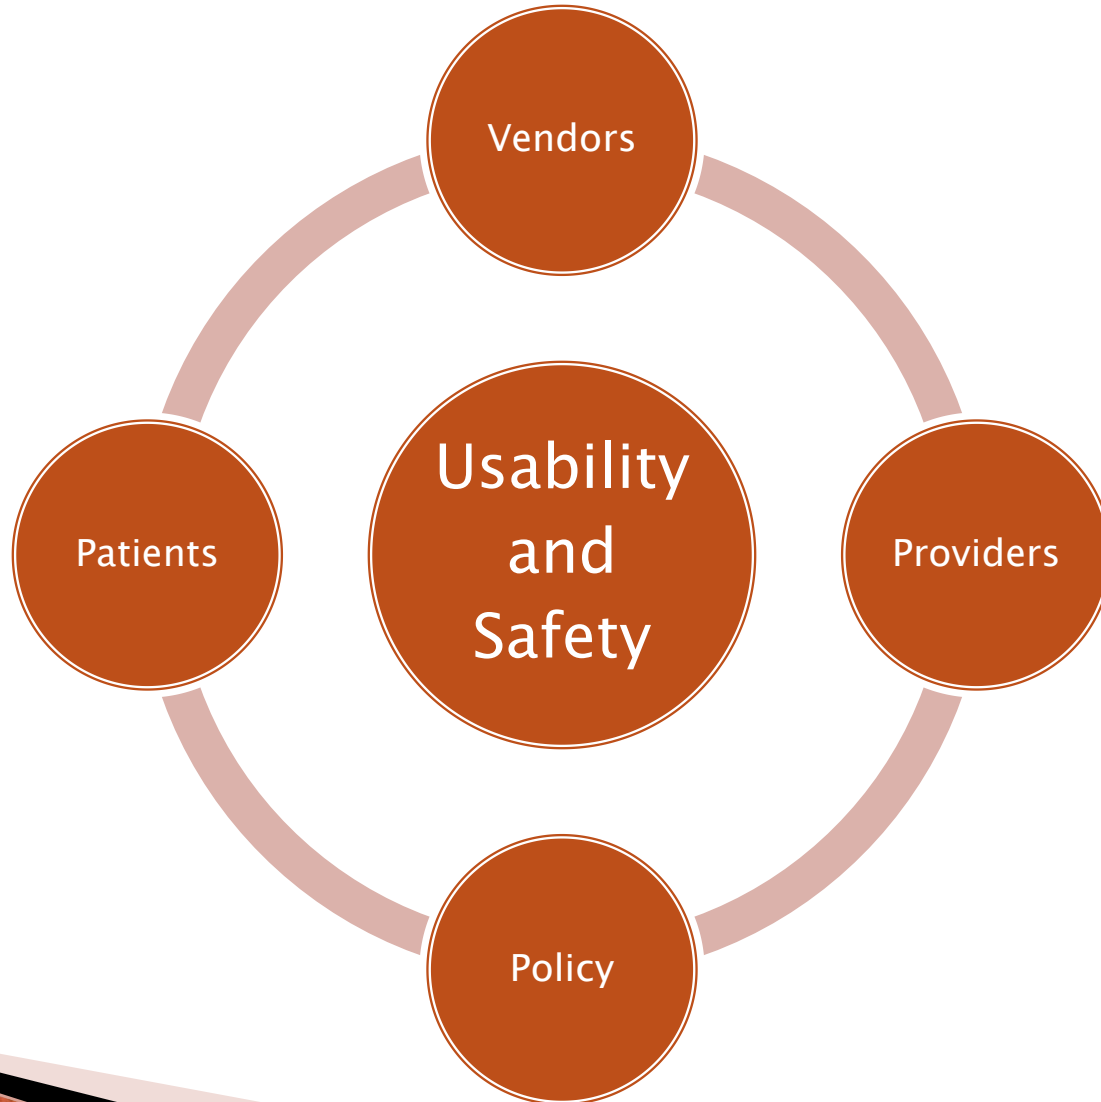 Vendors
Patients
Usability
and
Safety
Providers
Policy